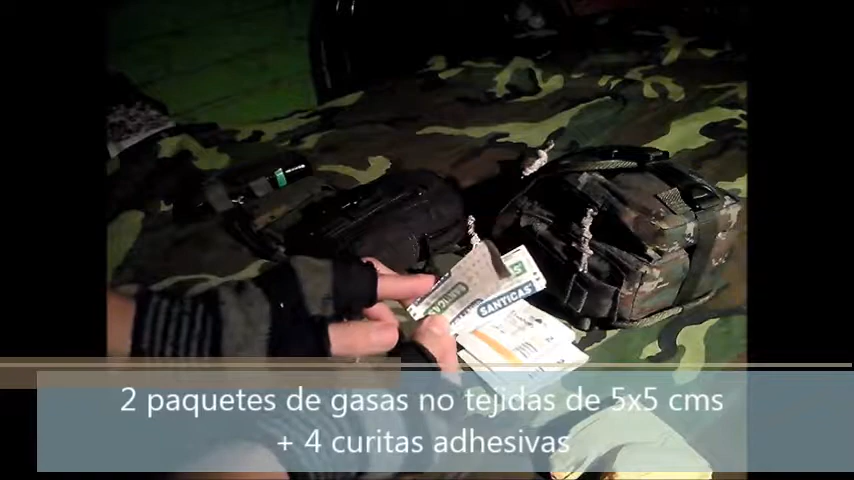 SANTICAS
2 paquetes de gasas no tejidas de 5x5 cms
+ 4 curitas adhesivas